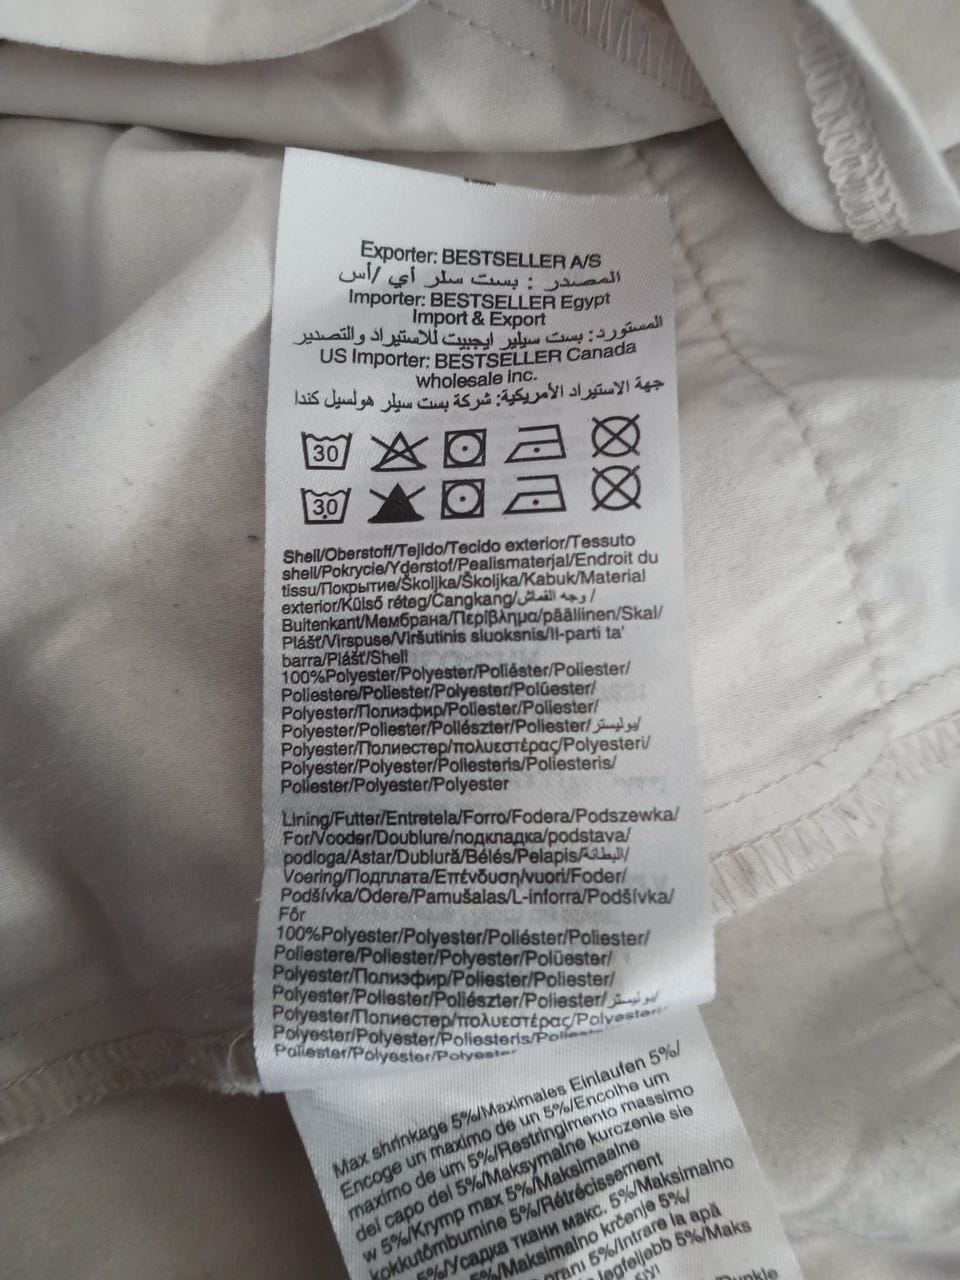 Exporter: BESTSELLER A/S
المصدر : بست سلر أي /أس
Importer: BESTSELLER Egypt
Import & Export
المستورد: بست سيلير ايجيبت للاستيراد والتصدير
US Importer: BESTSELLER Canada
wholesale inc.
جهة الاستيراد الأمريكية: شركة بست سيلر هولسيل كندا
30
30
Shell/Oberstoff/Tejido/Tecido exterior/Tessuto
shell/Pokrycie/Yderstof/Pealismaterjal/Endroit du
tissu/Покрытие/Školjka/Školjka/Kabuk/Material
exterior/Külső réteg/Cangkang/وجه القماش/
Buitenkant/Мембрана/Περίβλημα/päällinen/Skal/
Plášť/Virspuse/Viršutinis sluoksnis/Il-parti ta'
barra/Plášť/Shell
100%Polyester/Polyester/Poliéster/Poliester/
Poliestere/Poliester/Polyester/Polüester/
Polyester/Полиэфир/Poliester/Poliester/
Polyester/Poliester/Poliészter/Poliester/بوليستر/
Polyester/Полиестер/πολυεστέρας/Polyesteri/
Polyester/Polyester/Poliesteris/Poliesteris/
Poliester/Polyester/Polyester
Lining/Futter/Entretela/Forro/Fodera/Podszewka/
For/Vooder/Doublure/подкладка/podstava/
podloga/Astar/Dublură/Bélés/Pelapis/البطانة/
Voering/Подплата/Επένδυση/vuori/Foder/
Podšívka/Odere/Pamušalas/L-inforra/Podšívka/
Fôr
100%Polyester/Polyester/Poliéster/Poliester/
Poliestere/Poliester/Polyester/Polüester/
Polyester/Полиэфир/Poliester/Poliester/
Polyester/Poliester/Poliészter/Poliester/بوليستر/
Polyester/Полиестер/πολυεστέρας/Polyesteri/
Polyester/Polyester/Poliesteris/
Poliester/Polyester/Polyester
Max shrinkage 5%/Maximales Einlaufen 5%/
Encoge un maximo de un 5%/Encolhe um
maximo de um 5%/Restringimento massimo
del capo del 5%/Maksymalne kurczenie sie
w 5%/Krymp max 5%/Maksimaalne
kokkutõmbumine 5%/Rétrécissement
5%/Усадка ткани макс. 5%/Maksimalno
5%/Maksimalno krčenje 5%/
5%/Intrare la apă
5%/Maks